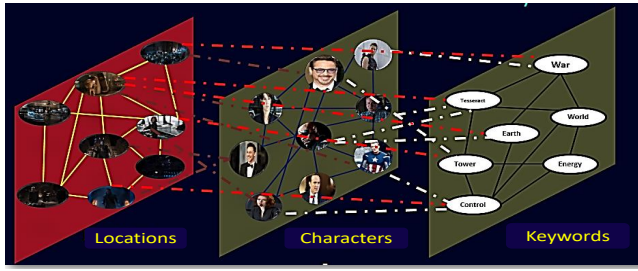 War
Tesseract
World
Earth
Tower
Energy
Control
Locations
Characters
Keywords